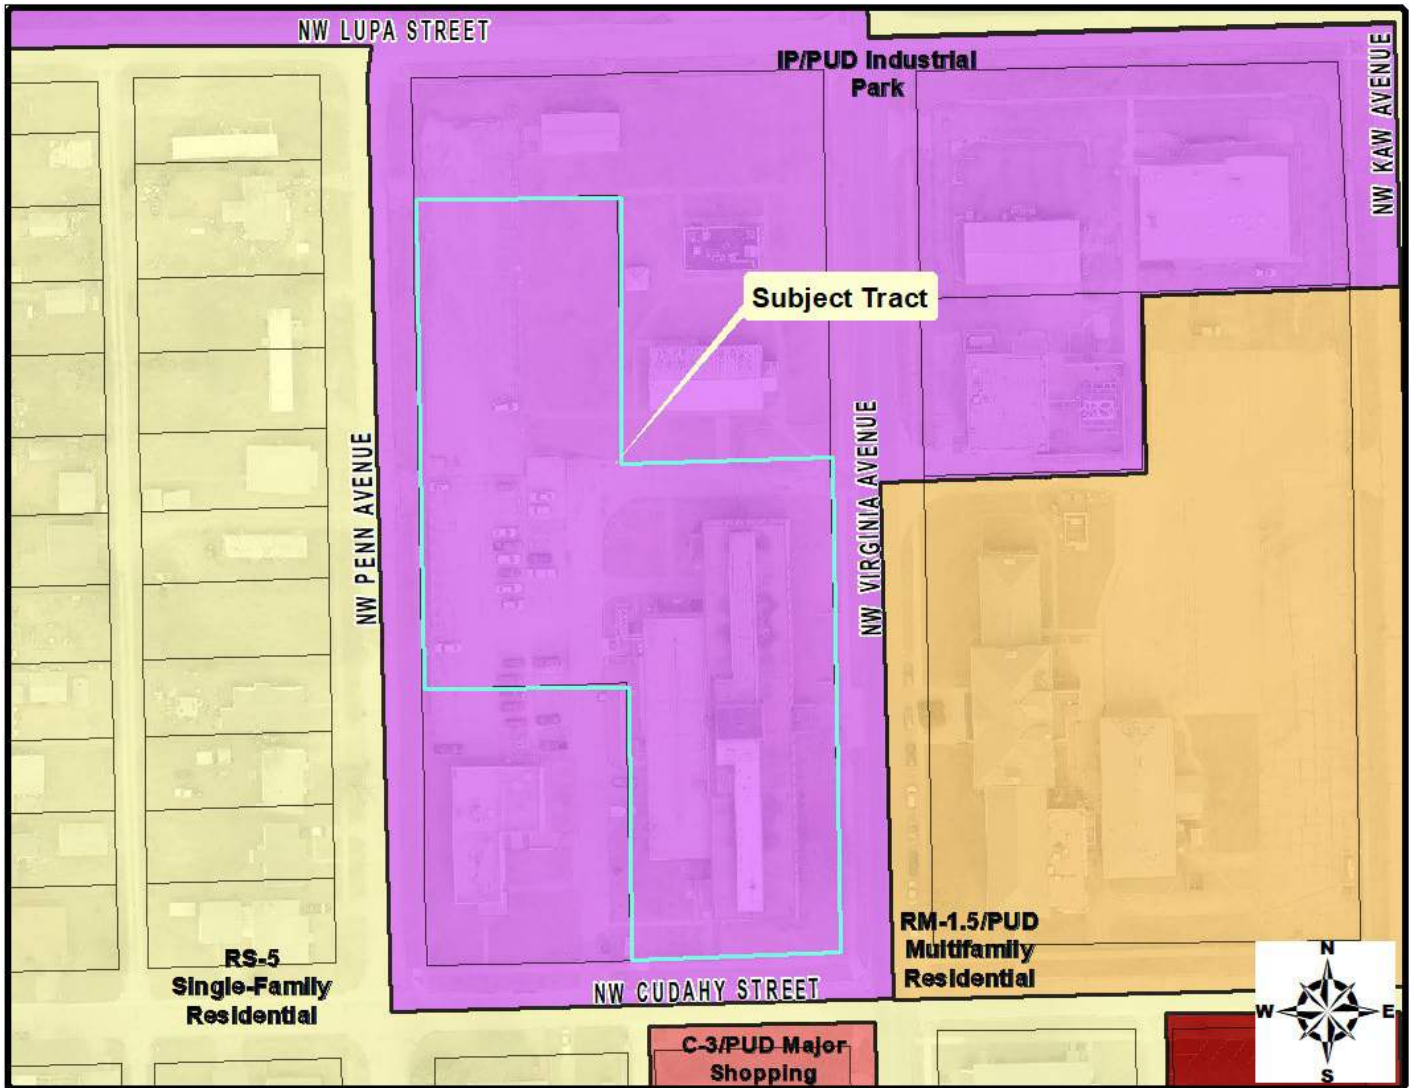 NW LUPA STREET
IP/PUD Industrial
Park
NW KAW AVENUE
Subject Tract
NW PENN AVENUE
NW VIRGINIA AVENUE
RS-5
Single-Family
Residential
RM-1.5/PUD
Multifamily
Residential
NW CUDAHY STREET
C-3/PUD Major
Shopping
N
W
E
S